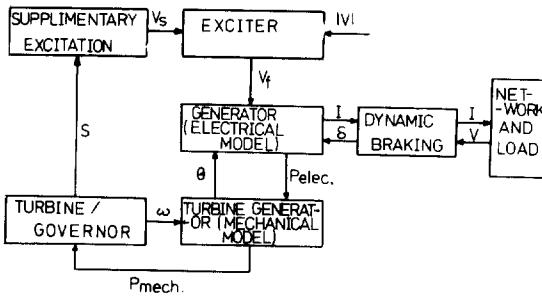 SUPPLIMENTARY
EXCITATION
Vs
EXCITER
|V|
Vf
GENERATOR
(ELECTRICAL
MODEL)
I
δ
DYNAMIC
BRAKING
I
V
NET-
-WORK
AND
LOAD
S
θ
Pelec.
TURBINE /
GOVERNOR
ω
TURBINE GENERAT-
OR (MECHANICAL
MODEL)
Pmech.